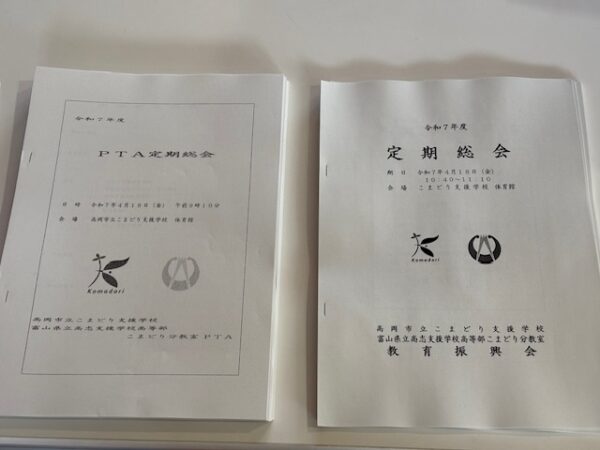 令和７年度
ＰＴＡ定期総会
日　時　令和７年４月１８日（金）　午前９時１０分
会　場　高岡市立こまどり支援学校　体育館
Komadori
高岡市立こまどり支援学校
富山県立高志支援学校高等部
こまどり分教室ＰＴＡ
令和７年度
定期総会
期　日　令和７年４月１８日（金）
１０：４０～１１：１０
会　場　こまどり支援学校　体育館
Komadori
高岡市立こまどり支援学校
富山県立高志支援学校高等部こまどり分教室
教育振興会